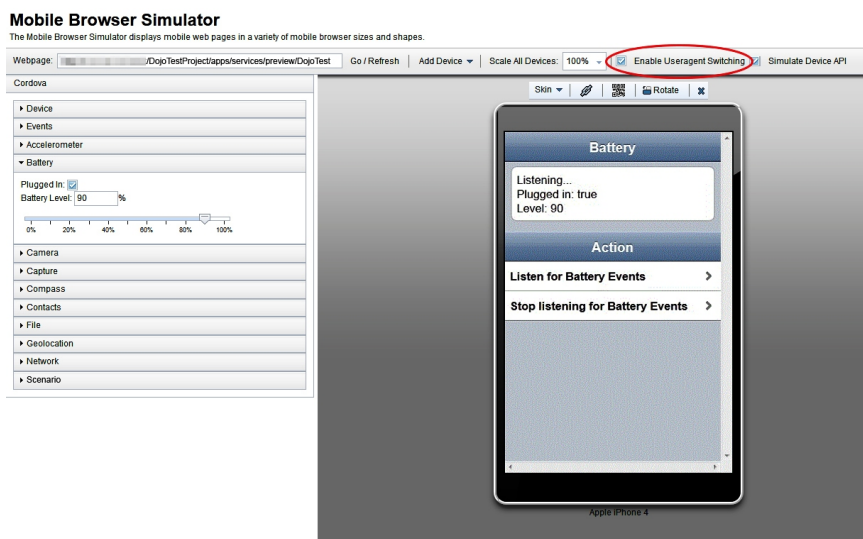 Mobile Browser Simulator
The Mobile Browser Simulator displays mobile web pages in a variety of mobile browser sizes and shapes.
Webpage: /DojoTestProject/apps/services/preview/DojoTest Go / Refresh Add Device Scale All Devices: 100% Enable Useragent Switching Simulate Device API
Cordova
Device
Events
Accelerometer
Battery
Plugged In:
Battery Level: 90 %
0% 20% 40% 60% 80% 100%
Camera
Capture
Compass
Contacts
File
Geolocation
Network
Scenario
Skin Rotate
Battery
Listening...
Plugged in: true
Level: 90
Action
Listen for Battery Events
Stop listening for Battery Events
Apple iPhone 4